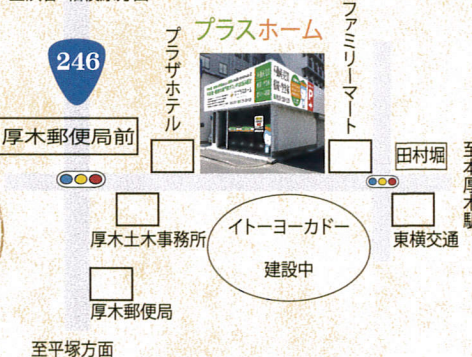 プラスホーム
246
プラザホテル
ファミリーマート
厚木郵便局前
田村堀
至本厚木駅
厚木土木事務所
イトーヨーカドー
建設中
東横交通
厚木郵便局
至平塚方面